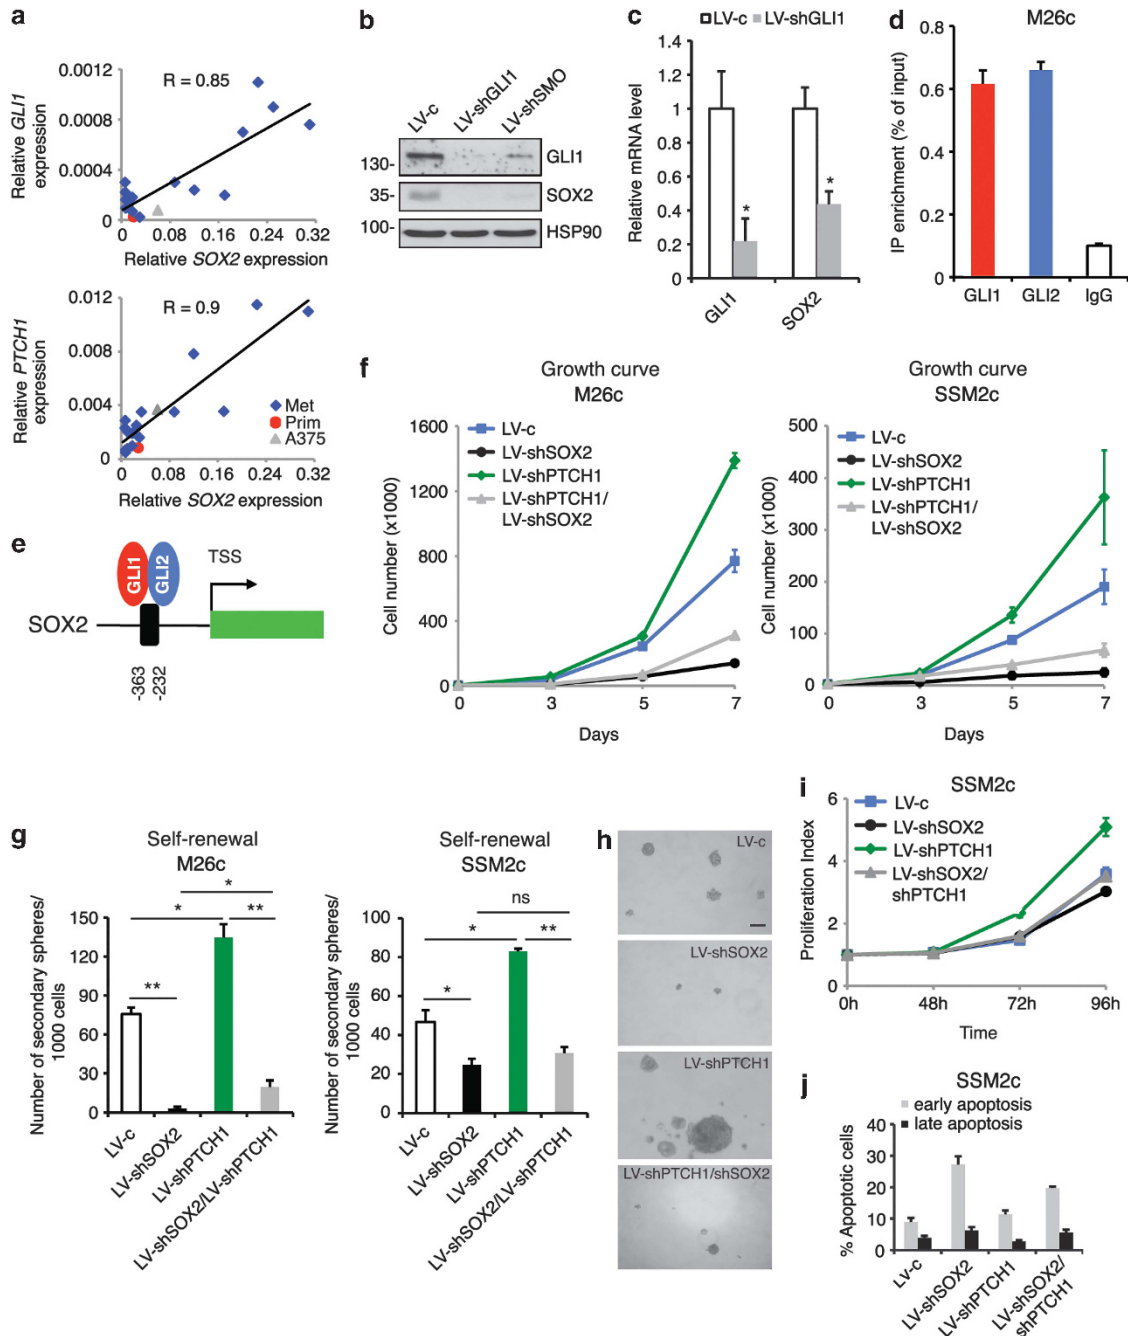 a
R = 0.85
Relative GLI1
expression
0.0012
0.0008
0.0004
0
0 0.08 0.16 0.24 0.32
Relative SOX2 expression
R = 0.9
Relative PTCH1
expression
0.012
0.008
0.004
0
Met
Prim
A375
0 0.08 0.16 0.24 0.32
Relative SOX2 expression
b
LV-c
LV-shGLI1
LV-shSMO
130-
GLI1
35-
SOX2
100-
HSP90
c
LV-c LV-shGLI1
Relative mRNA level
1.4
1.2
1
0.8
0.6
0.4
0.2
0
*
*
GLI1
SOX2
d
M26c
IP enrichment (% of input)
0.8
0.6
0.4
0.2
0
GLI1 GLI2 IgG
e
GLI1
GLI2
TSS
SOX2
-363
-232
f
Growth curve
M26c
Cell number (x1000)
1600
1200
800
400
0
LV-c
LV-shSOX2
LV-shPTCH1
LV-shPTCH1/
LV-shSOX2
0 3 5 7
Days
Growth curve
SSM2c
Cell number (x1000)
500
400
300
200
100
0
LV-c
LV-shSOX2
LV-shPTCH1
LV-shPTCH1/
LV-shSOX2
0 3 5 7
Days
g
Self-renewal
M26c
Number of secondary spheres/
1000 cells
150
120
90
60
30
0
*
*
**
**
LV-c
LV-shSOX2
LV-shPTCH1
LV-shSOX2/LV-shPTCH1
Self-renewal
SSM2c
Number of secondary spheres/
1000 cells
100
80
60
40
20
0
ns
*
**
*
LV-c
LV-shSOX2
LV-shPTCH1
LV-shSOX2/LV-shPTCH1
h
LV-c
LV-shSOX2
LV-shPTCH1
LV-shPTCH1/shSOX2
i
SSM2c
Proliferation Index
6
4
2
0
LV-c
LV-shSOX2
LV-shPTCH1
LV-shSOX2/
shPTCH1
0h 48h 72h 96h
Time
j
SSM2c
early apoptosis
late apoptosis
% Apoptotic cells
40
30
20
10
0
LV-c
LV-shSOX2
LV-shPTCH1
LV-shSOX2/
shPTCH1